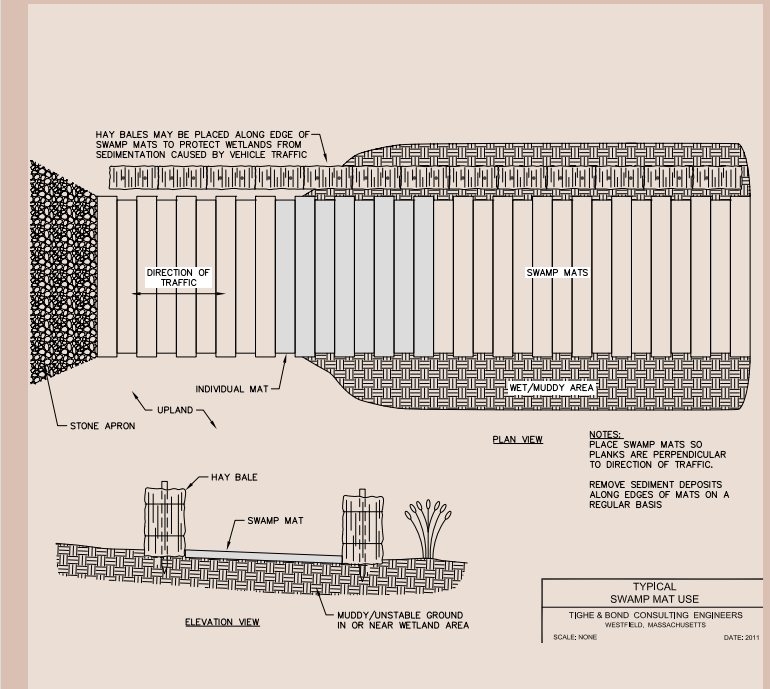 HAY BALES MAY BE PLACED ALONG EDGE OF
SWAMP MATS TO PROTECT WETLANDS FROM
SEDIMENTATION CAUSED BY VEHICLE TRAFFIC
DIRECTION OF
TRAFFIC
SWAMP MATS
INDIVIDUAL MAT
WET/MUDDY AREA
UPLAND
STONE APRON
PLAN VIEW
NOTES:
PLACE SWAMP MATS SO
PLANKS ARE PERPENDICULAR
TO DIRECTION OF TRAFFIC.
REMOVE SEDIMENT DEPOSITS
ALONG EDGES OF MATS ON A
REGULAR BASIS
HAY BALE
SWAMP MAT
MUDDY/UNSTABLE GROUND
IN OR NEAR WETLAND AREA
ELEVATION VIEW
TYPICAL
SWAMP MAT USE
TIGHE & BOND CONSULTING ENGINEERS
WESTFIELD, MASSACHUSETTS
SCALE: NONE
DATE: 2011